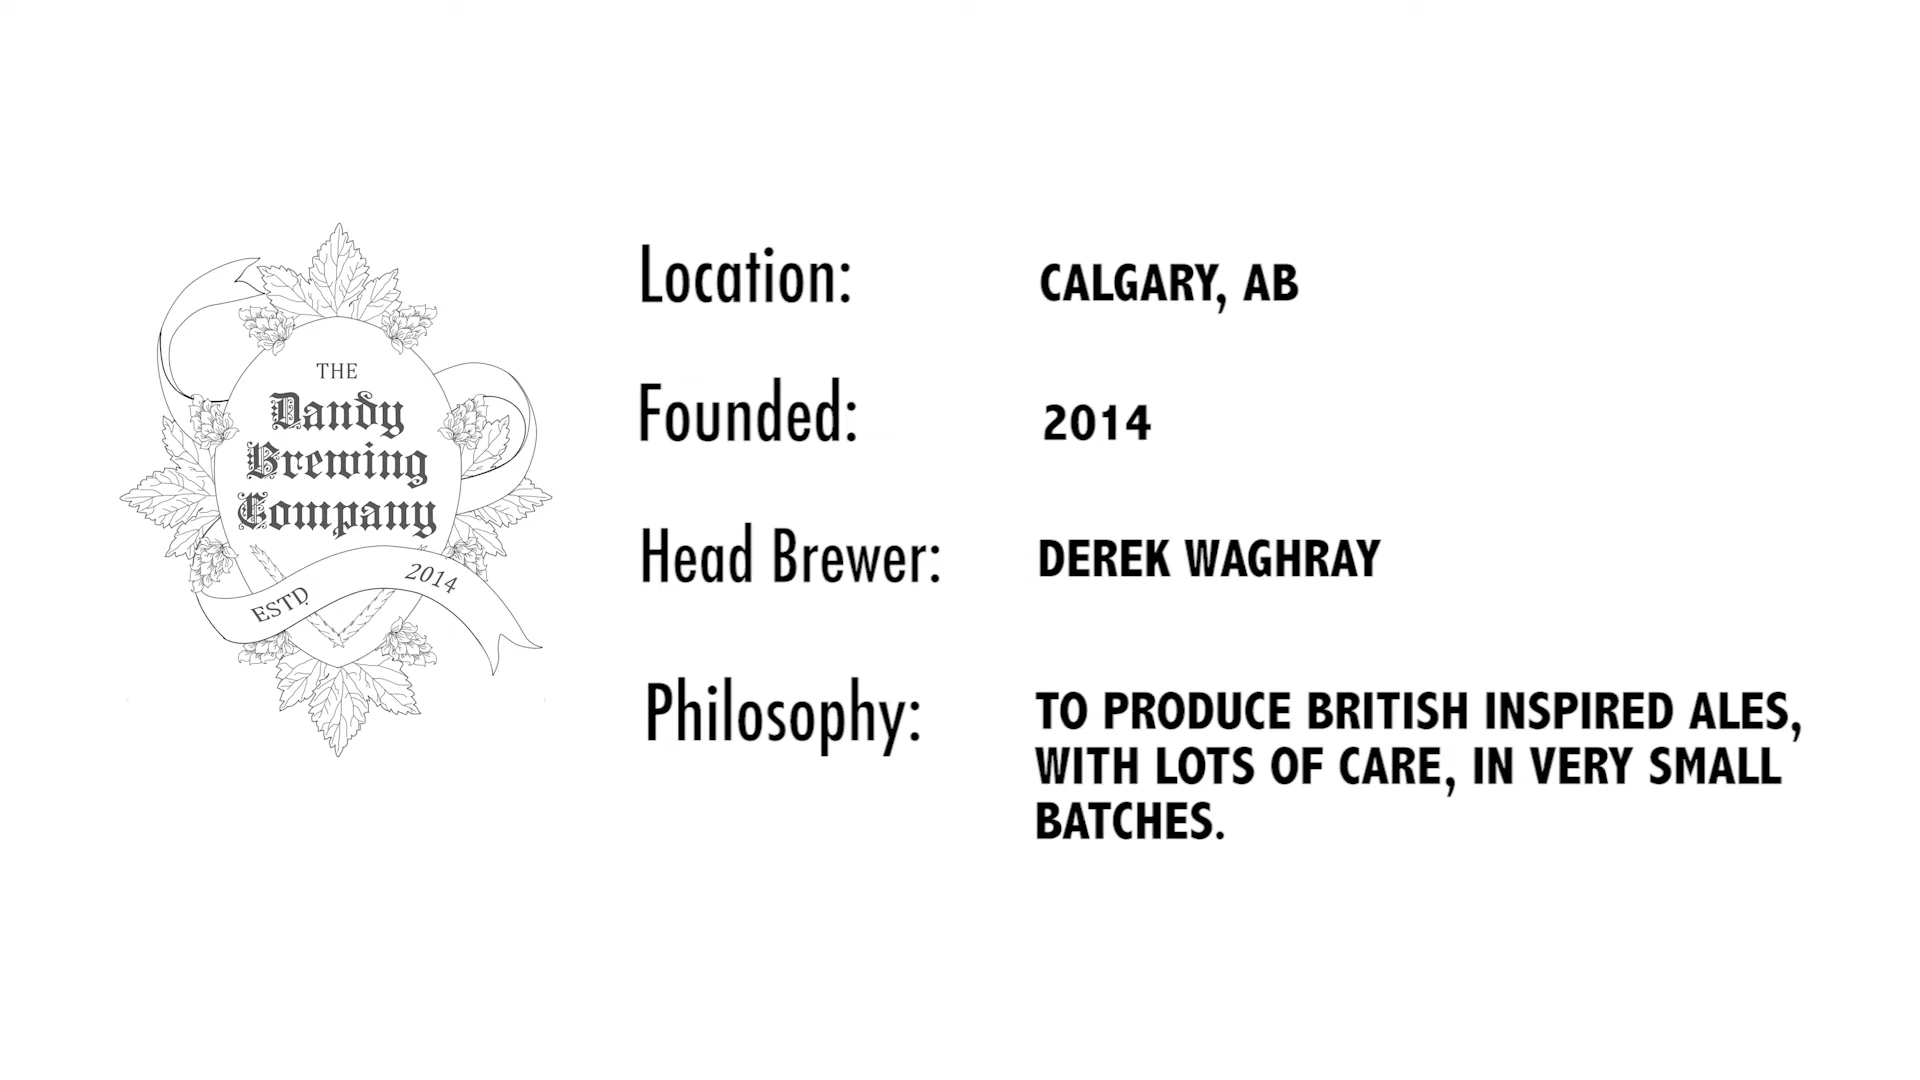 THE
Dandy
Brewing
Company
ESTD
2014
Location: CALGARY, AB
Founded: 2014
Head Brewer: DEREK WAGHRAY
Philosophy: TO PRODUCE BRITISH INSPIRED ALES,
WITH LOTS OF CARE, IN VERY SMALL
BATCHES.